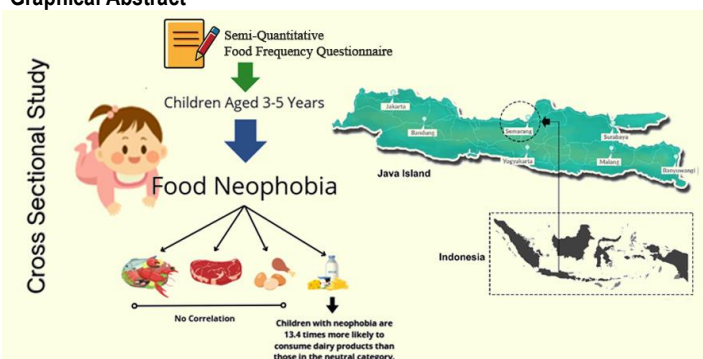 Graphical Abstract
Cross Sectional Study
Semi-Quantitative
Food Frequency Questionnaire
Children Aged 3-5 Years
Food Neophobia
No Correlation
Children with neophobia are
13.4 times more likely to
consume dairy products than
those in the neutral category.
Jakarta
Bandung
Semarang
Yogyakarta
Surabaya
Malang
Banyuwangi
Java Island
Indonesia